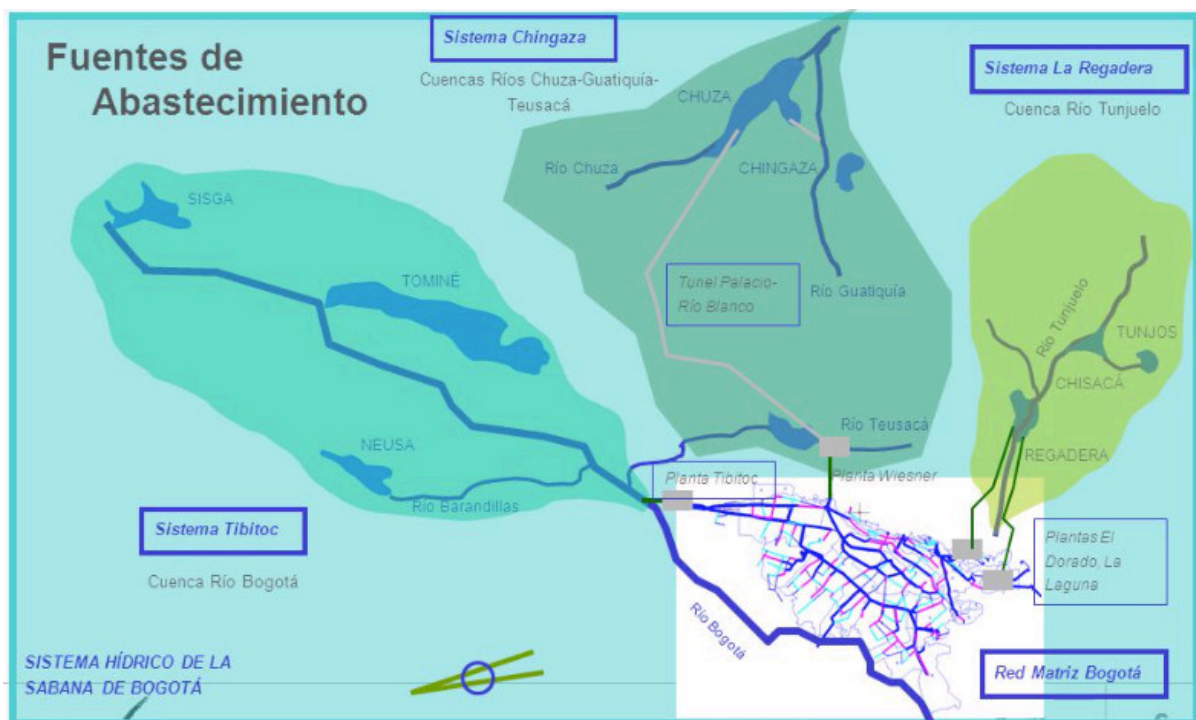 Fuentes de
Abastecimiento
Sistema Chingaza
Cuencas Ríos Chuza-Guatiquía-
Teusacá
Sistema La Regadera
Cuenca Río Tunjuelo
CHUZA
Río Chuza
CHINGAZA
SISGA
TOMINÉ
Tunel Palacio-
Río Blanco
Río Guatiquía
Río Tunjuelo
TUNJOS
CHISACÁ
REGADERA
NEUSA
Río Teusacá
Planta Tibitoc
Planta Wiesner
Río Barandillas
Sistema Tibitoc
Cuenca Río Bogotá
Plantas El
Dorado, La
Laguna
Río Bogotá
SISTEMA HÍDRICO DE LA
SABANA DE BOGOTÁ
Red Matriz Bogotá